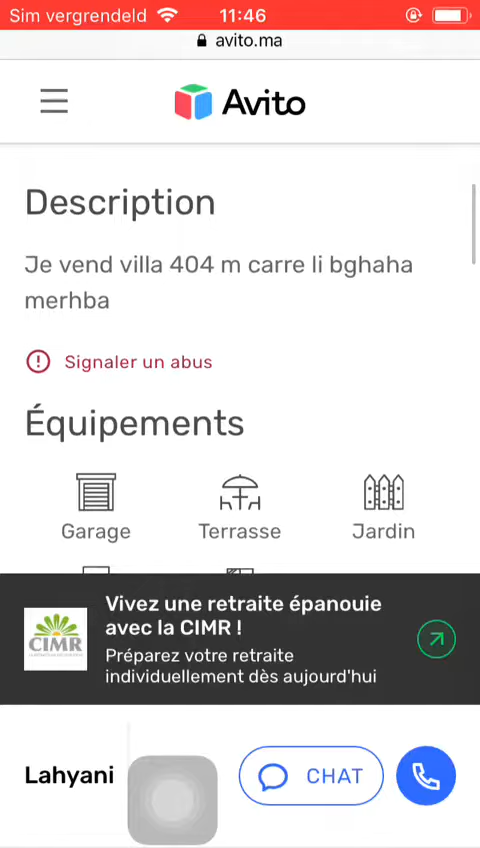 Sim vergrendeld 11:46
avito.ma
Avito
Description
Je vend villa 404 m carre li bghaha
merhba
Signaler un abus
Équipements
Garage Terrasse Jardin
Vivez une retraite épanouie
avec la CIMR !
CIMR
Préparez votre retraite
individuellement dès aujourd'hui
Lahyani CHAT